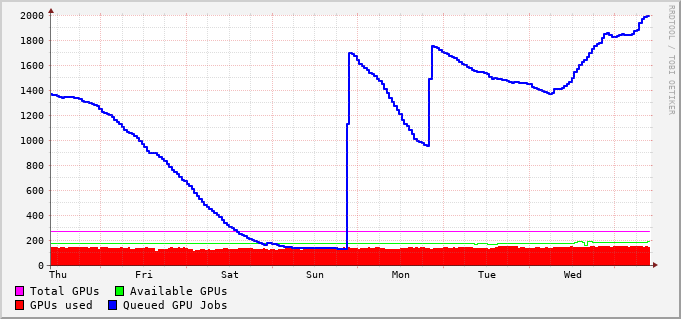 2000
1800
1600
1400
1200
1000
800
600
400
200
0
Thu Fri Sat Sun Mon Tue Wed
Total GPUs Available GPUs
GPUs used Queued GPU Jobs
RRDTOOL / TOBI OETIKER